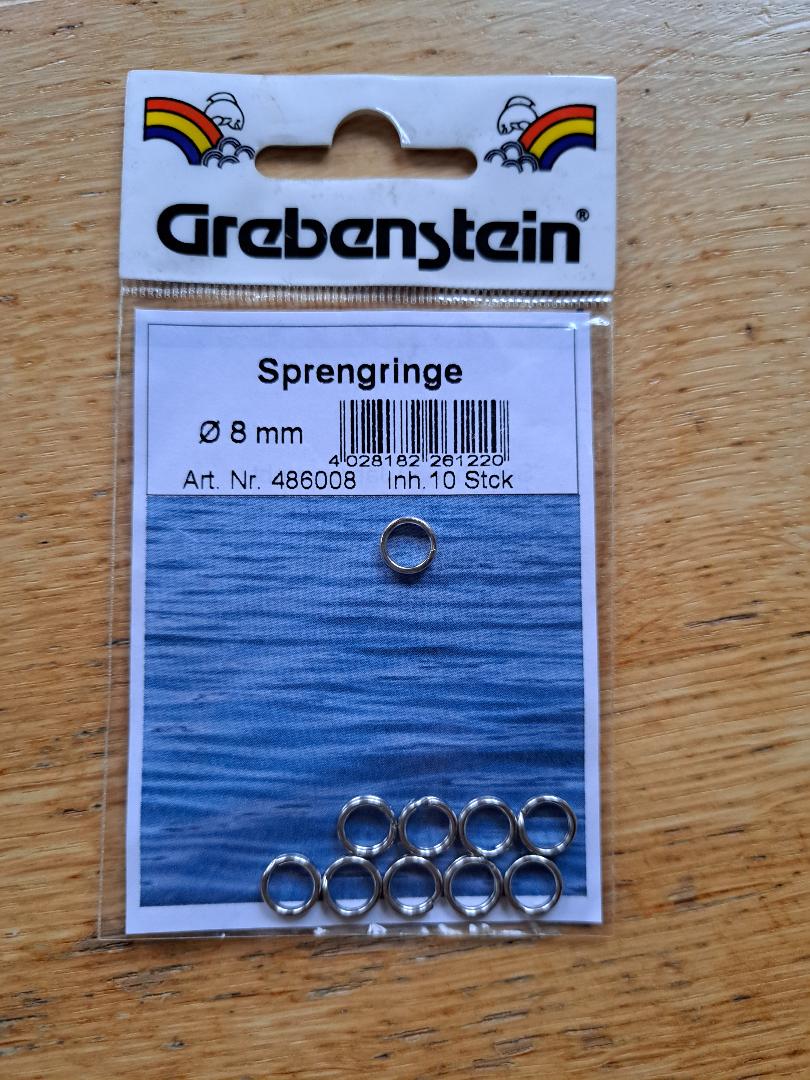 Grebenstein®
Sprengringe
Ø 8 mm
4 028182 261220
Art. Nr. 486008 Inh.10 Stck